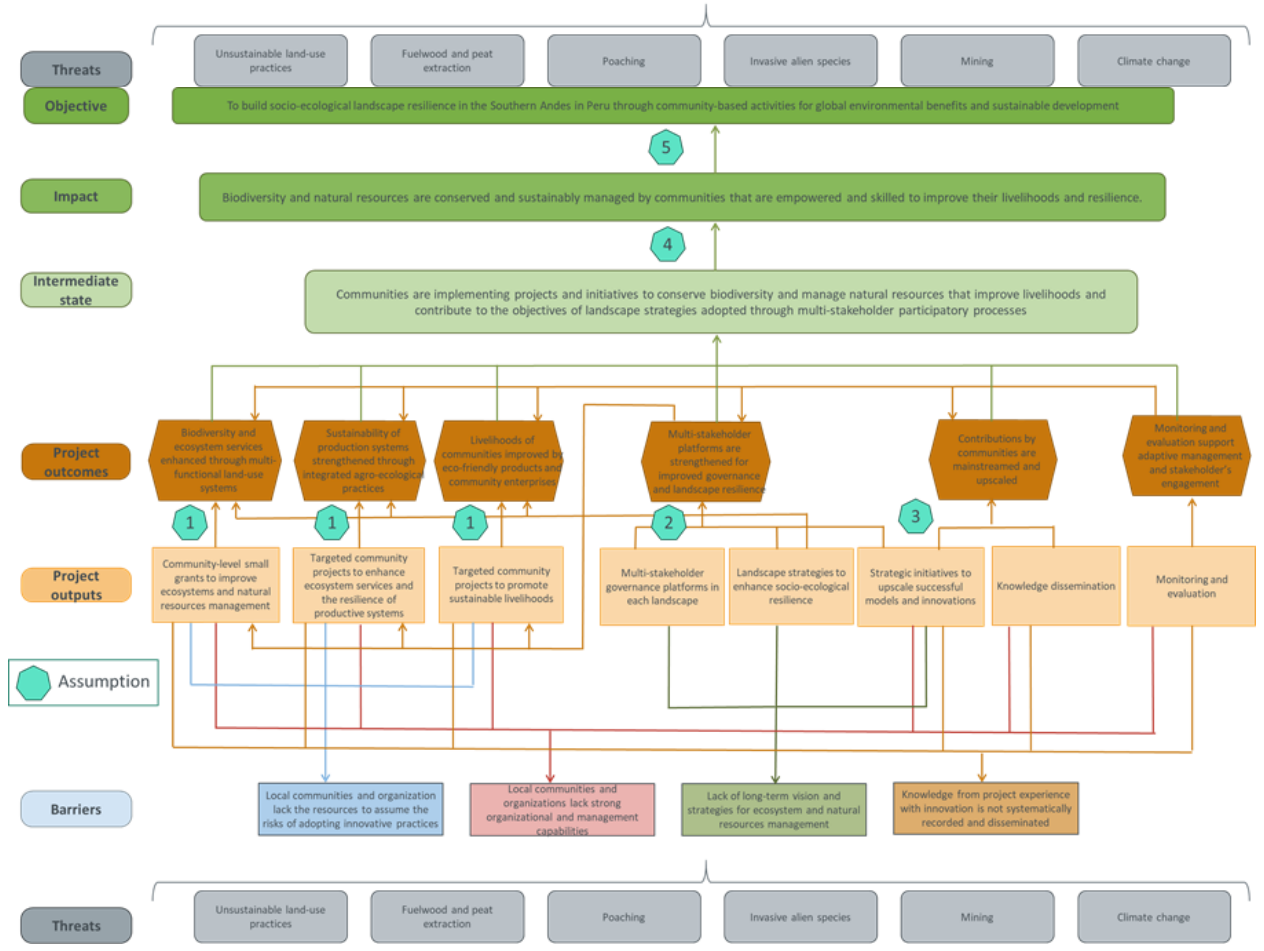 Threats
Unsustainable land-use
practices
Fuelwood and peat
extraction
Poaching
Invasive alien species
Mining
Climate change
Objective
To build socio-ecological landscape resilience in the Southern Andes in Peru through community-based activities for global environmental benefits and sustainable development
5
Impact
Biodiversity and natural resources are conserved and sustainably managed by communities that are empowered and skilled to improve their livelihoods and resilience.
4
Intermediate
state
Communities are implementing projects and initiatives to conserve biodiversity and manage natural resources that improve livelihoods and
contribute to the objectives of landscape strategies adopted through multi-stakeholder participatory processes
Project
outcomes
Biodiversity and
ecosystem services
enhanced through multi-
functional land-use
systems
Sustainability of
production systems
strengthened through
integrated agro-ecological
practices
Livelihoods of
communities improved by
eco-friendly products and
community enterprises
Multi-stakeholder
platforms are
strengthened for
improved governance
and landscape resilience
Contributions by
communities are
mainstreamed and
upscaled
Monitoring and
evaluation support
adaptive management
and stakeholder's
engagement
1
1
1
2
3
Project
outputs
Community-level small
grants to improve
ecosystems and natural
resources management
Targeted community
projects to enhance
ecosystem services and
the resilience of
productive systems
Targeted community
projects to promote
sustainable livelihoods
Multi-stakeholder
governance platforms in
each landscape
Landscape strategies to
enhance socio-ecological
resilience
Strategic initiatives to
upscale successful
models and innovations
Knowledge dissemination
Monitoring and
evaluation
Assumption
Barriers
Local communities and organization
lack the resources to assume the
risks of adopting innovative practices
Local communities and
organizations lack strong
organizational and management
capabilities
Lack of long-term vision and
strategies for ecosystem and natural
resources management
Knowledge from project experience
with innovation is not systematically
recorded and disseminated
Threats
Unsustainable land-use
practices
Fuelwood and peat
extraction
Poaching
Invasive alien species
Mining
Climate change